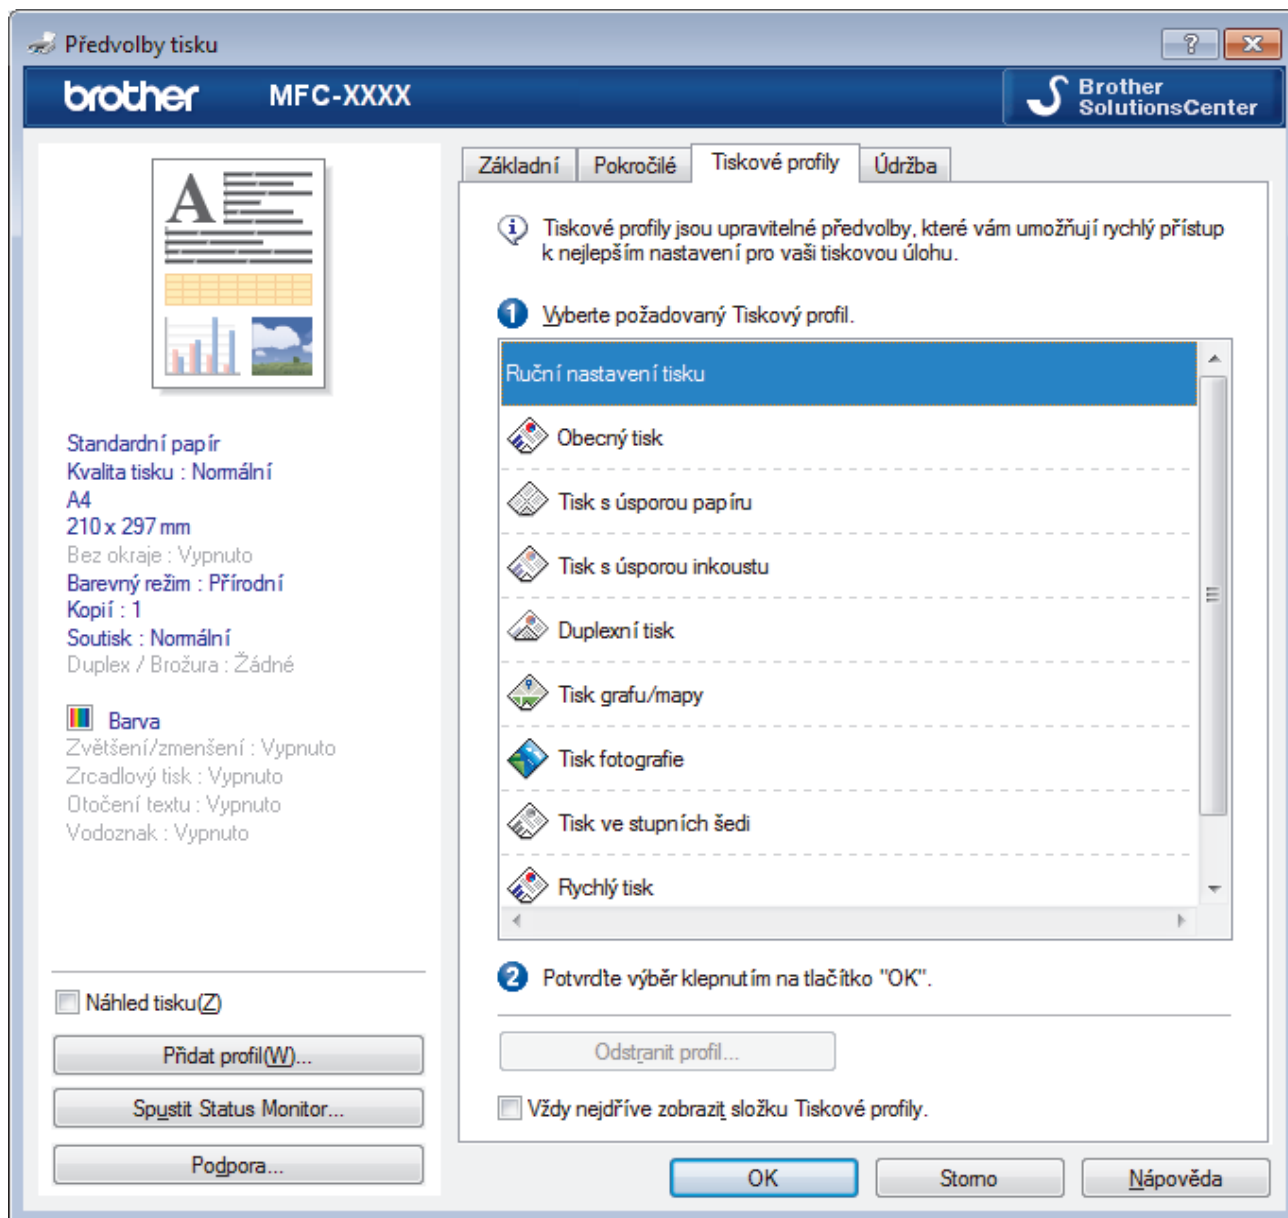 Předvolby tisku
brother MFC-XXXX
Brother
SolutionsCenter
A
Standardní papír
Kvalita tisku : Normální
A4
210 x 297 mm
Bez okraje : Vypnuto
Barevný režim : Přírodní
Kopií : 1
Soutisk : Normální
Duplex / Brožura : Žádné
Barva
Zvětšení/zmenšení : Vypnuto
Zrcadlový tisk : Vypnuto
Otočení textu : Vypnuto
Vodoznak : Vypnuto
Náhled tisku(Z)
Přidat profil(W)...
Spustit Status Monitor...
Podpora...
Základní Pokročilé Tiskové profily Údržba
Tiskové profily jsou upravitelné předvolby, které vám umožňují rychlý přístup
k nejlepším nastavení pro vaši tiskovou úlohu.
1 Vyberte požadovaný Tiskový profil.
Ruční nastavení tisku
Obecný tisk
Tisk s úsporou papíru
Tisk s úsporou inkoustu
Duplexní tisk
Tisk grafu/mapy
Tisk fotografie
Tisk ve stupních šedi
Rychlý tisk
2 Potvrďte výběr klepnutím na tlačítko "OK".
Odstranit profil...
Vždy nejdříve zobrazit složku Tiskové profily.
OK Storno Nápověda